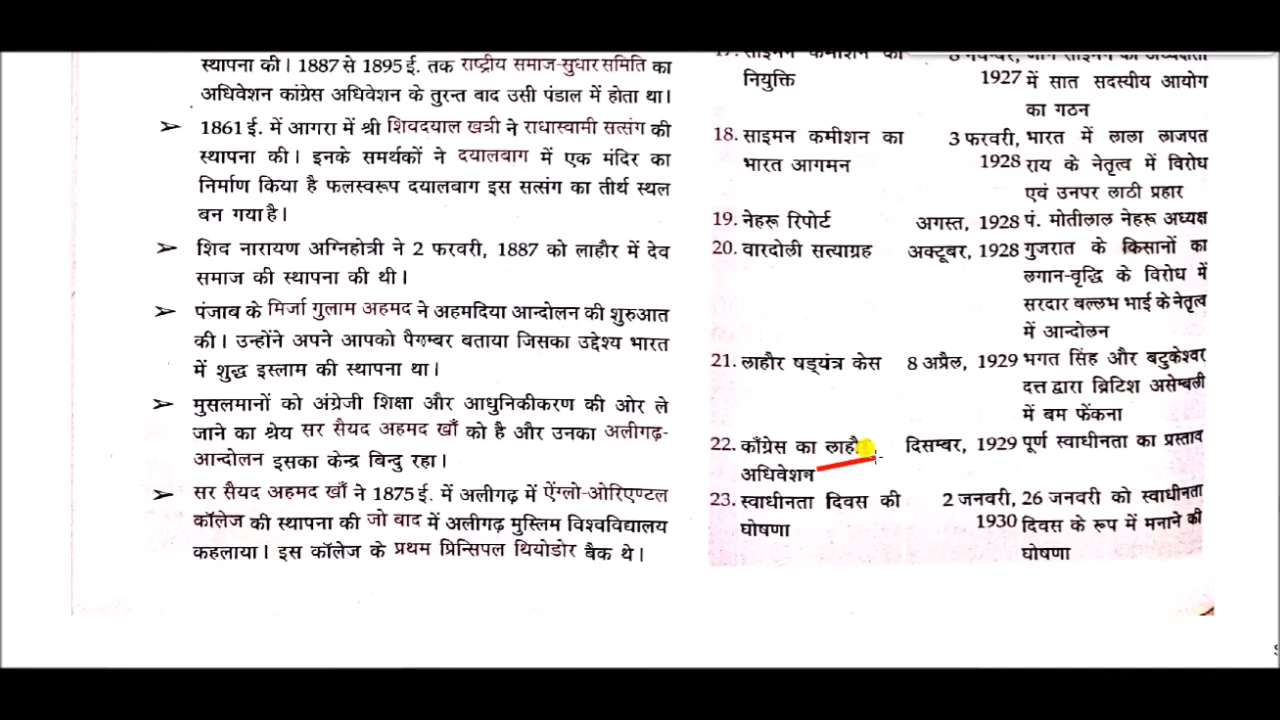 स्थापना की। 1887 से 1895 ई. तक राष्ट्रीय समाज-सुधार समिति का
अधिवेशन कांग्रेस अधिवेशन के तुरन्त बाद उसी पंडाल में होता था।
➢ 1861 ई. में आगरा में श्री शिवदयाल खत्री ने राधास्वामी सत्संग की
स्थापना की। इनके समर्थकों ने दयालबाग में एक मंदिर का
निर्माण किया है फलस्वरूप दयालबाग इस सत्संग का तीर्थ स्थल
बन गया है।
➢ शिद नारायण अग्निहोत्री ने 2 फरवरी, 1887 को लाहौर में देव
समाज की स्थापना की थी।
➢ पंजाब के मिर्जा गुलाम अहमद ने अहमदिया आन्दोलन की शुरुआत
की। उन्होंने अपने आपको पैगम्बर बताया जिसका उद्देश्य भारत
में शुद्ध इस्लाम की स्थापना था।
➢ मुसलमानों को अंग्रेजी शिक्षा और आधुनिकीकरण की ओर ले
जाने का श्रेय सर सैयद अहमद खाँ को है और उनका अलीगढ़-
आन्दोलन इसका केन्द्र बिन्दु रहा।
➢ सर सैयद अहमद खाँ ने 1875 ई. में अलीगढ़ में ऐंग्लो-ओरिएण्टल
कॉलेज की स्थापना की जो बाद में अलीगढ़ मुस्लिम विश्वविद्यालय
कहलाया। इस कॉलेज के प्रथम प्रिन्सिपल थियोडोर बैक थे।
17. साइमन कमीशन की
नियुक्ति 1927 में सात सदस्यीय आयोग
का गठन
18. साइमन कमीशन का 3 फरवरी, भारत में लाला लाजपत
भारत आगमन 1928 राय के नेतृत्व में विरोध
एवं उनपर लाठी प्रहार
19. नेहरू रिपोर्ट अगस्त, 1928 पं. मोतीलाल नेहरू अध्यक्ष
20. वारदोली सत्याग्रह अक्टूबर, 1928 गुजरात के किसानों का
लगान-वृद्धि के विरोध में
सरदार बल्लभ भाई के नेतृत्व
में आन्दोलन
21. लाहौर षड्यंत्र केस 8 अप्रैल, 1929 भगत सिंह और बटुकेश्वर
दत्त द्वारा ब्रिटिश असेम्बली
में बम फेंकना
22. काँग्रेस का दिसम्बर, 1929 पूर्ण स्वाधीनता का प्रस्ताव
अधिवेशन
23. स्वाधीनता दिवस की 2 जनवरी, 26 जनवरी को स्वाधीनता
घोषणा 1930 दिवस के रूप में मनाने की
घोषणा